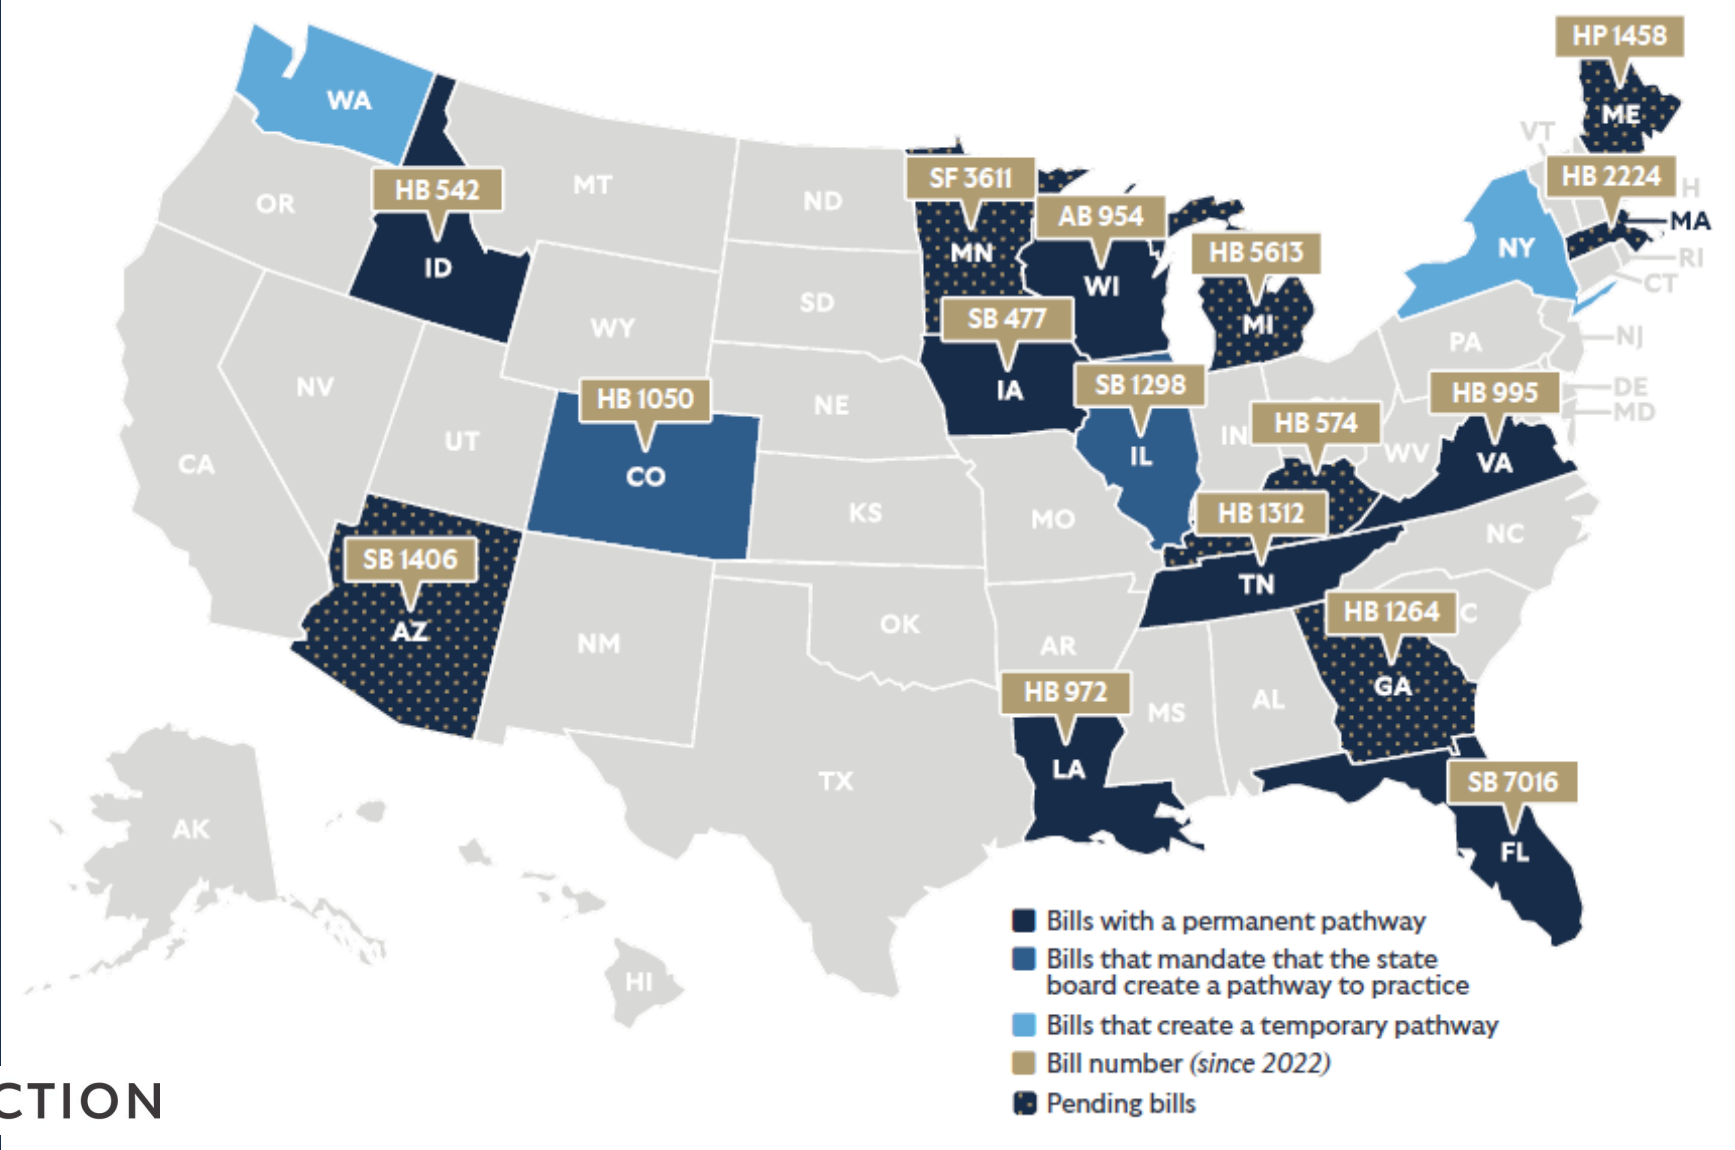 HP 1458
WA
ME
VT
HB 542
MT
SF 3611
HB 2224
H
OR
ND
AB 954
MA
ID
MN
HB 5613
NY
RI
WI
CT
SD
SB 477
WY
MI
NJ
PA
NV
HB 1050
IA
SB 1298
HB 995
DE
NE
MD
HB 574
UT
IN
WV
CA
CO
IL
VA
KS
MO
HB 1312
NC
SB 1406
TN
AZ
NM
OK
AR
HB 1264
C
HB 972
GA
MS
AL
LA
TX
SB 7016
AK
FL
HI
Bills with a permanent pathway
Bills that mandate that the state
board create a pathway to practice
Bills that create a temporary pathway
Bill number (since 2022)
Pending bills
CTION